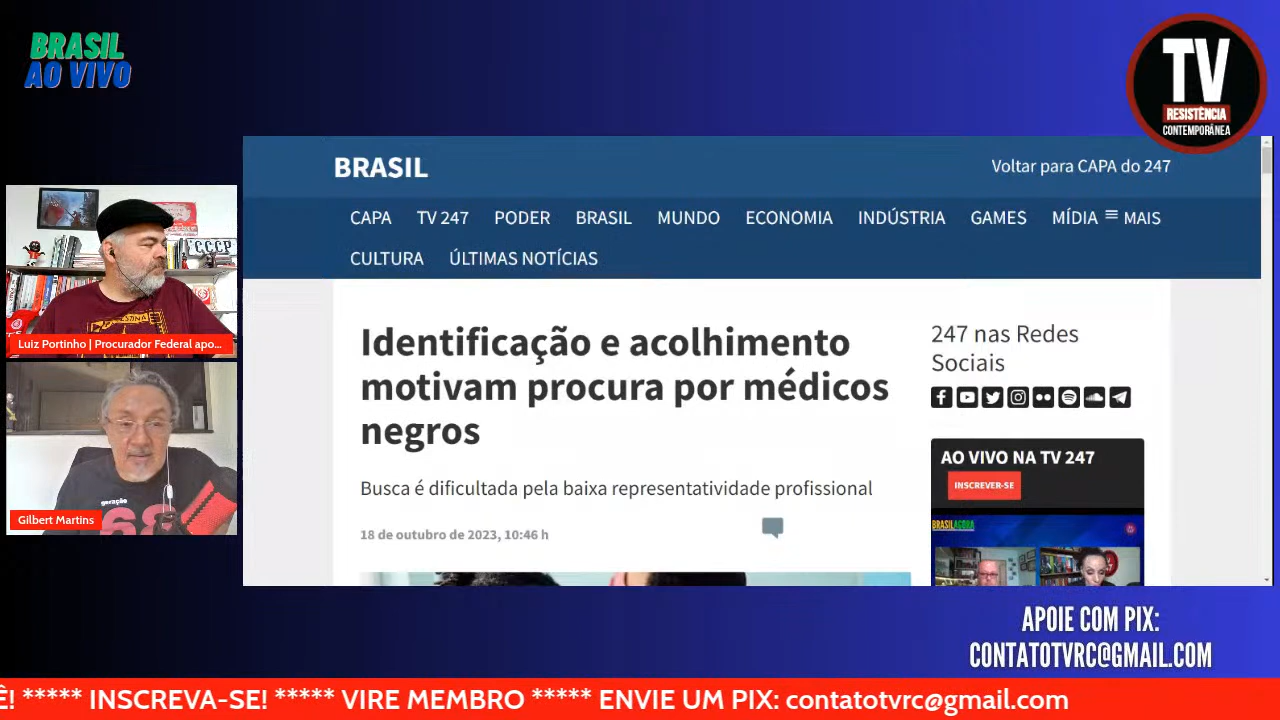 BRASIL
AO VIVO
TV
RESISTÊNCIA
CONTEMPORÂNEA
BRASIL
Voltar para CAPA do 247
CAPA TV 247 PODER BRASIL MUNDO ECONOMIA INDÚSTRIA GAMES MÍDIA MAIS
CULTURA ÚLTIMAS NOTÍCIAS
CCCP
Luiz Portinho | Procurador Federal apo...
geração
68
Gilbert Martins
Identificação e acolhimento
motivam procura por médicos
negros
Busca é dificultada pela baixa representatividade profissional
18 de outubro de 2023, 10:46 h
247 nas Redes
Sociais
AO VIVO NA TV 247
INSCREVER-SE
BRASILAGORA
APOIE COM PIX:
CONTATOTVRC@GMAIL.COM
Ê! ***** INSCREVA-SE! ***** VIRE MEMBRO ***** ENVIE UM PIX: contatotvrc@gmail.com